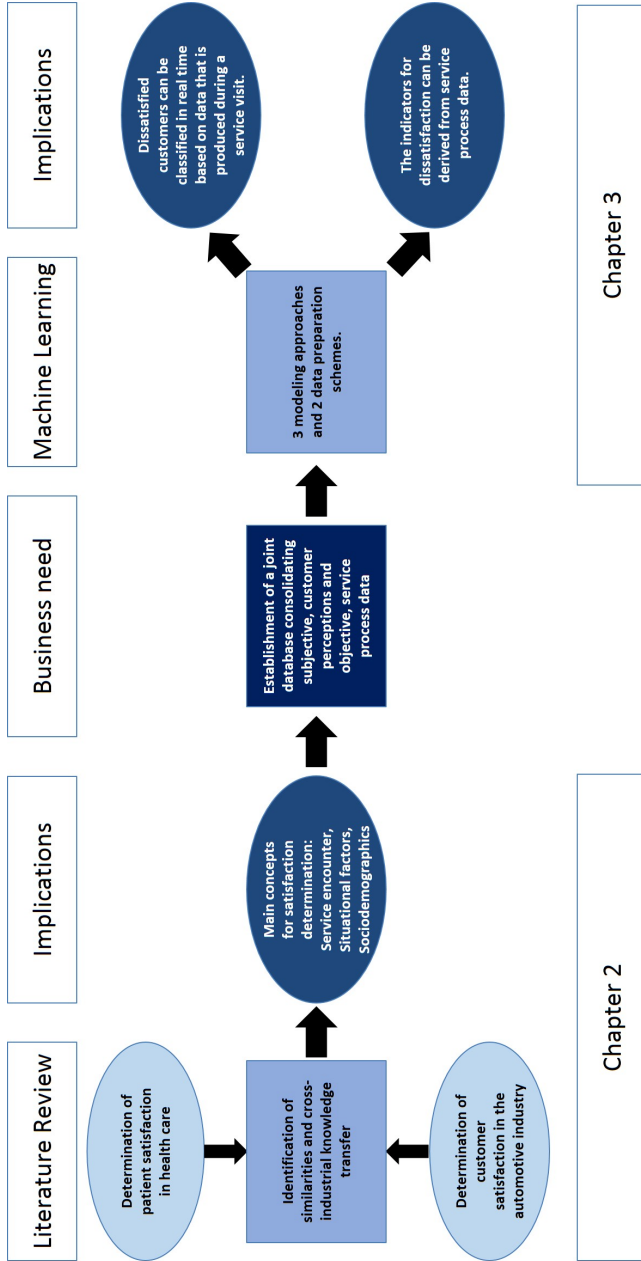 Literature Review
Implications
Business need
Machine Learning
Implications
Determination of
patient satisfaction
in health care
Identification of
similarities and cross-
industrial knowledge
transfer
Determination of
customer
satisfaction in the
automotive industry
Main concepts
for satisfaction
determination:
Service encounter,
Situational factors,
Sociodemographics
Establishment of a joint
database consolidating
subjective, customer
perceptions and
objective, service
process data
3 modeling approaches
and 2 data preparation
schemes.
Dissatisfied
customers can be
classified in real time
based on data that is
produced during a
service visit.
The indicators for
dissatisfaction can be
derived from service
process data.
Chapter 2
Chapter 3